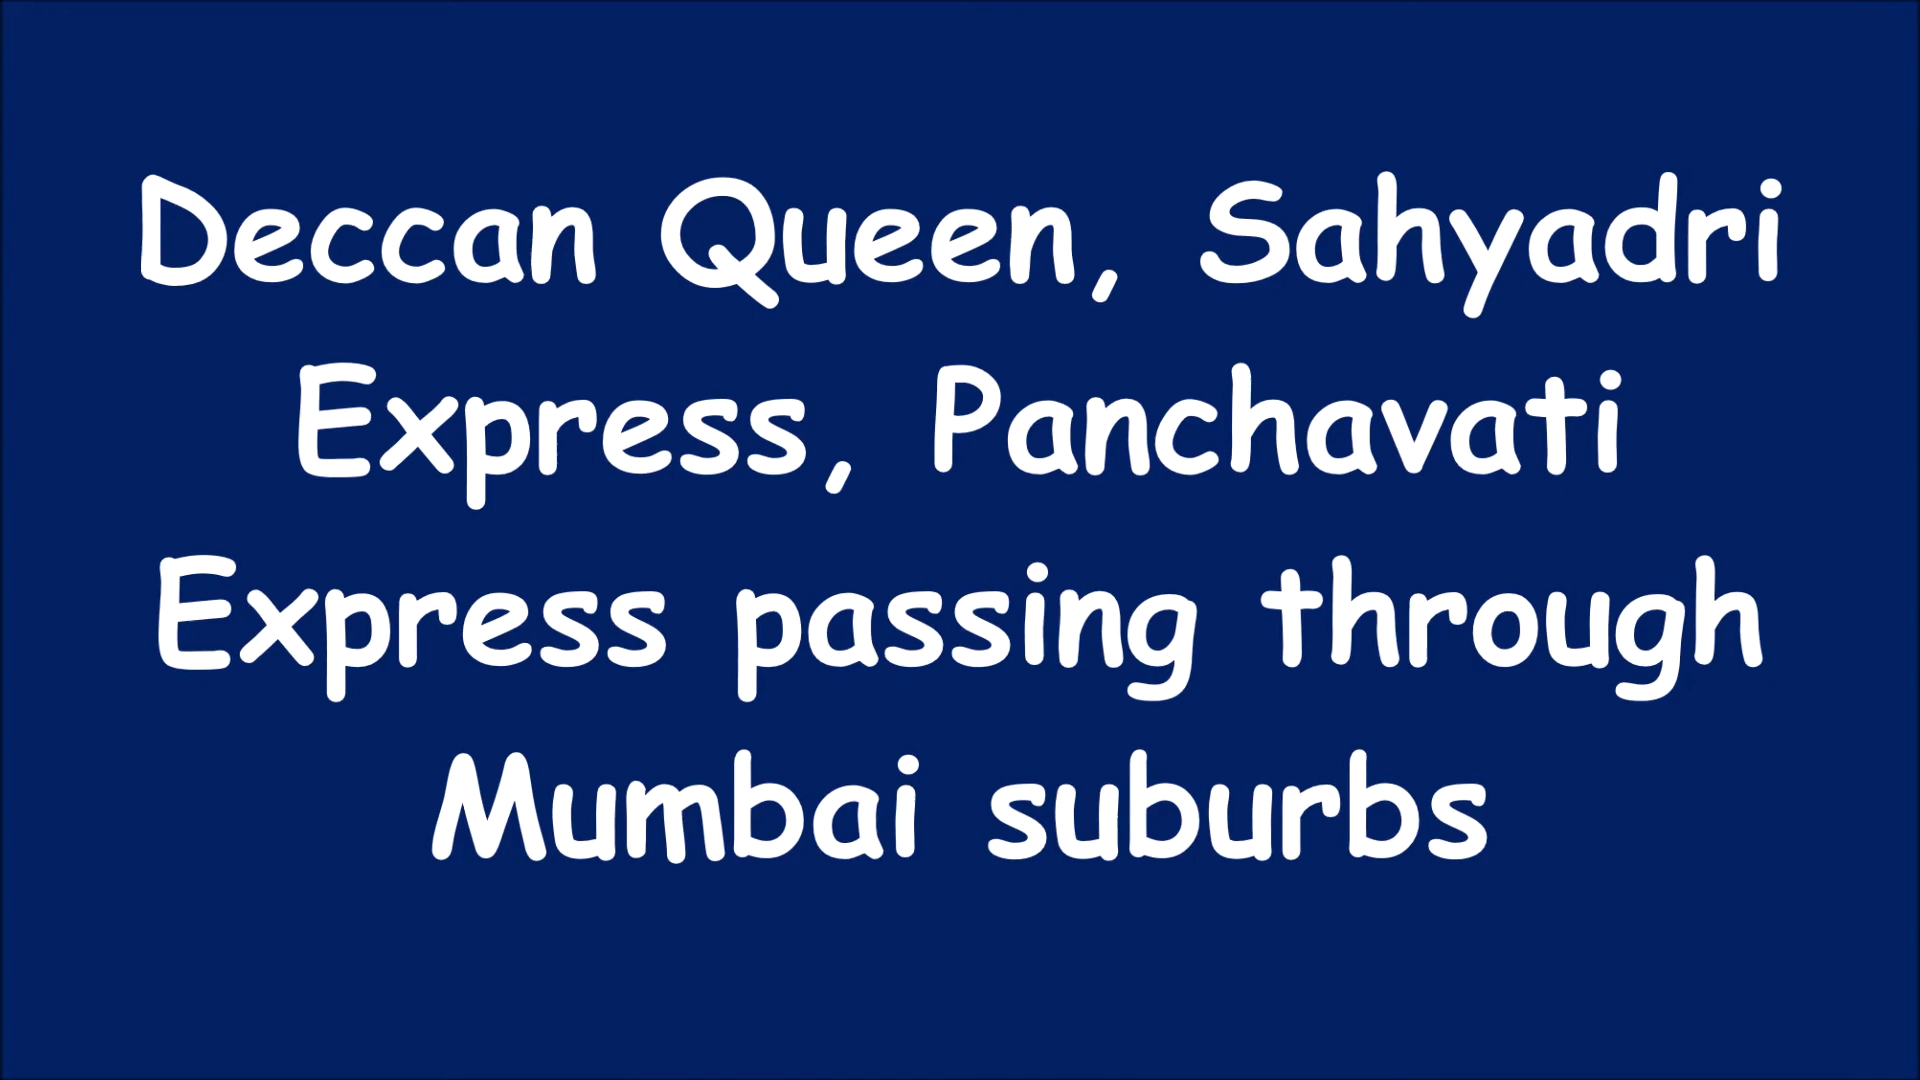 Deccan Queen, Sahyadri
Express, Panchavati
Express passing through
Mumbai suburbs